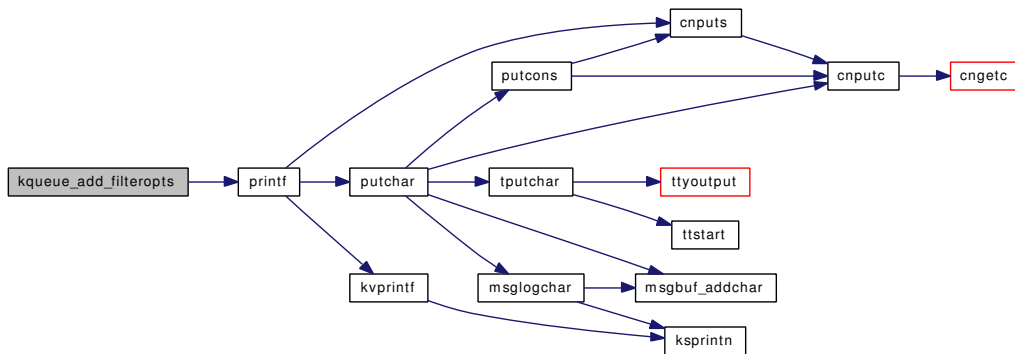 cnputs
putcons
cnputc
cngetc
kqueue_add_filteropts
printf
putchar
tputchar
ttyoutput
ttstart
kvprintf
msglogchar
msgbuf_addchar
ksprintn